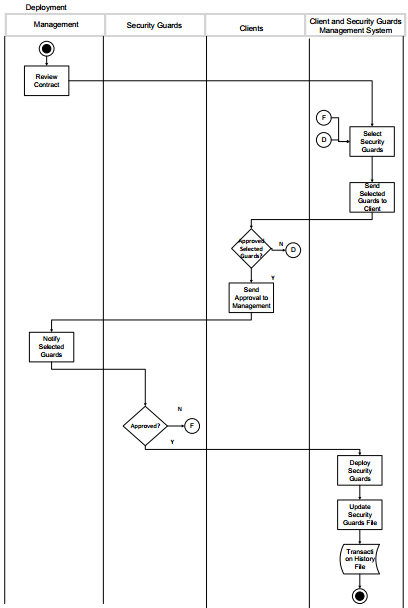 Deployment
Management
Security Guards
Clients
Client and Security Guards
Management System
Review
Contract
F
D
Select
Security
Guards
Send
Selected
Guards to
Client
Approved
Selected
Guards?
N
D
Y
Send
Approval to
Management
Notify
Selected
Guards
N
Approved?
F
Y
Deploy
Security
Guards
Update
Security
Guards File
Transacti
on History
File